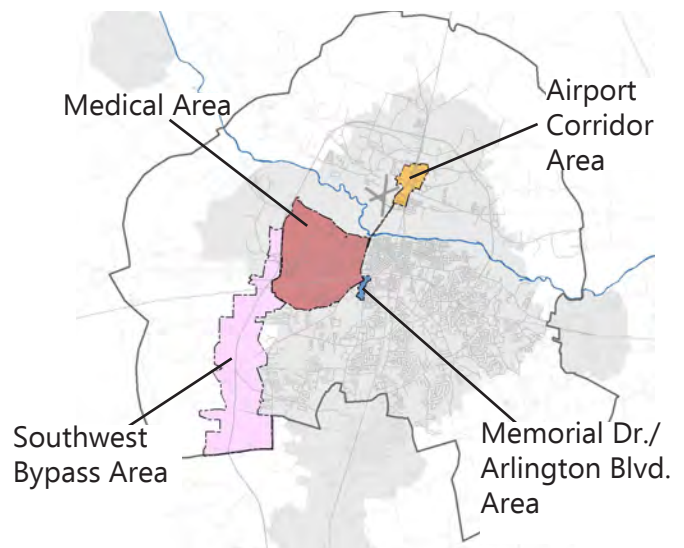 Medical Area
Airport
Corridor
Area
Southwest
Bypass Area
Memorial Dr./
Arlington Blvd.
Area